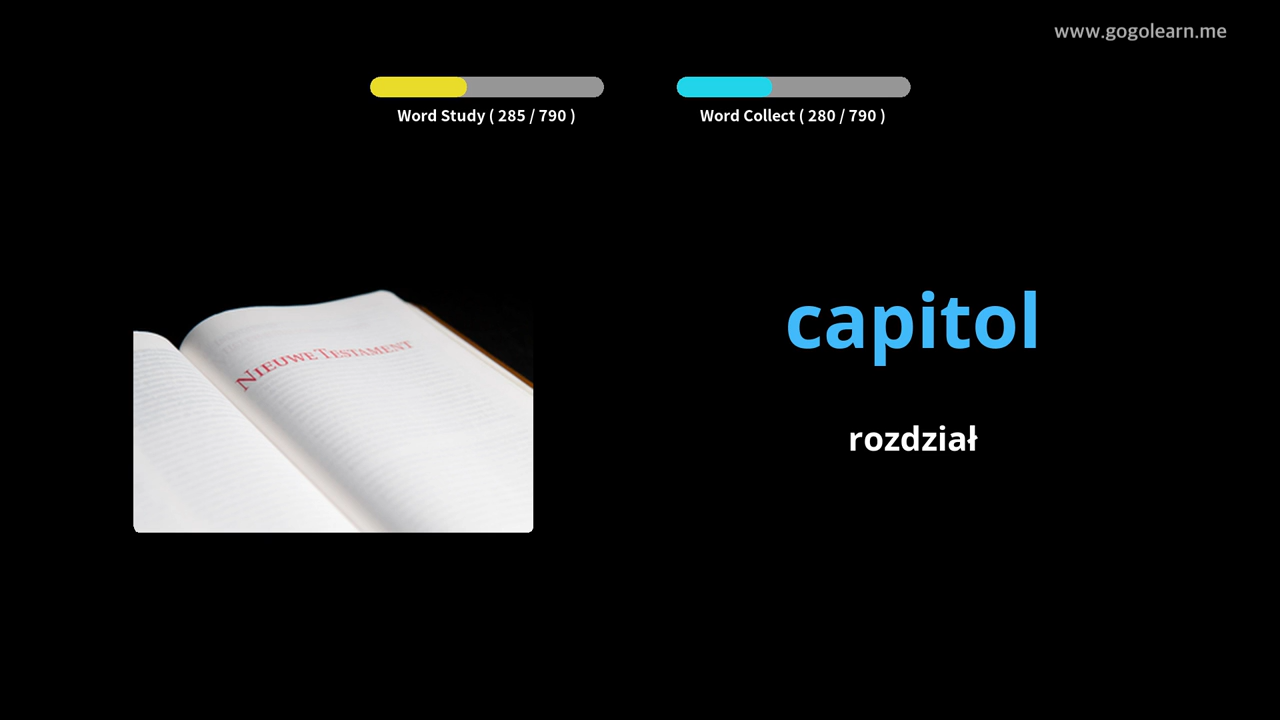 www.gogolearn.me
Word Study ( 285 / 790 )
Word Collect ( 280 / 790 )
NIEUWE TESTAMENT
capitol
rozdział